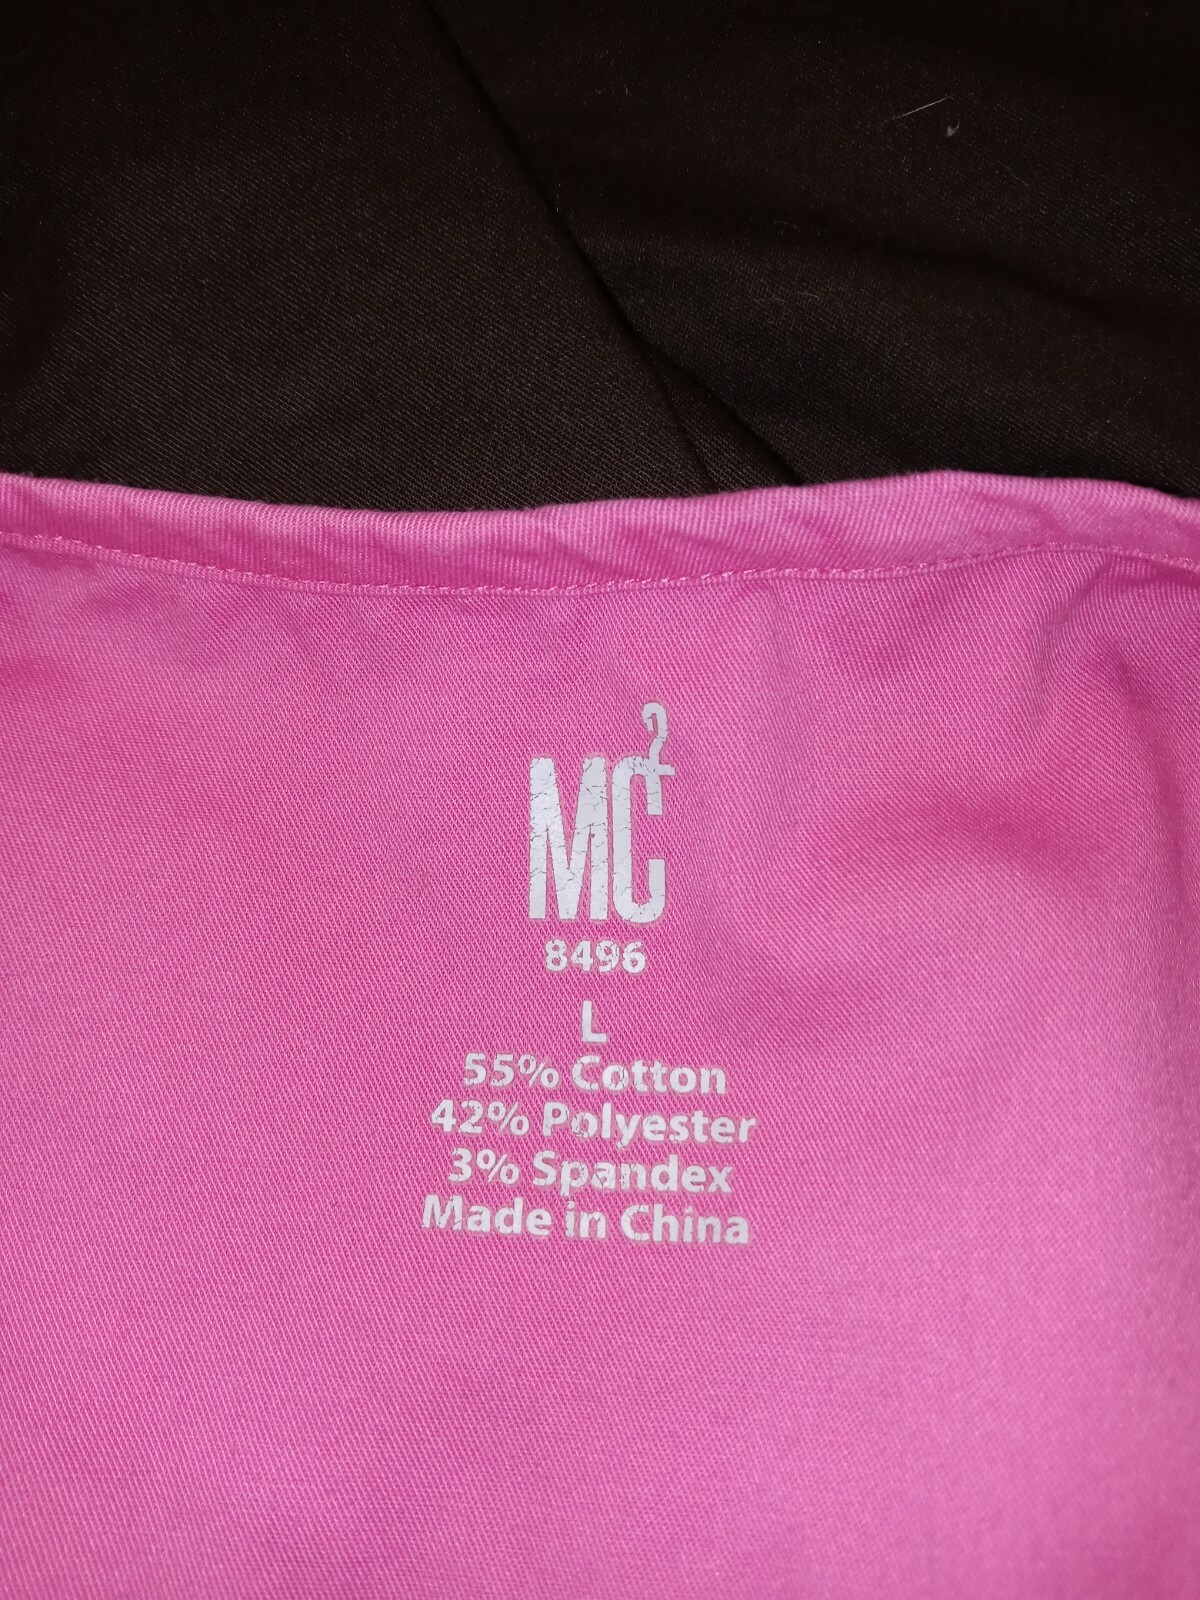 MC²
8496
L
55% Cotton
42% Polyester
3% Spandex
Made in China